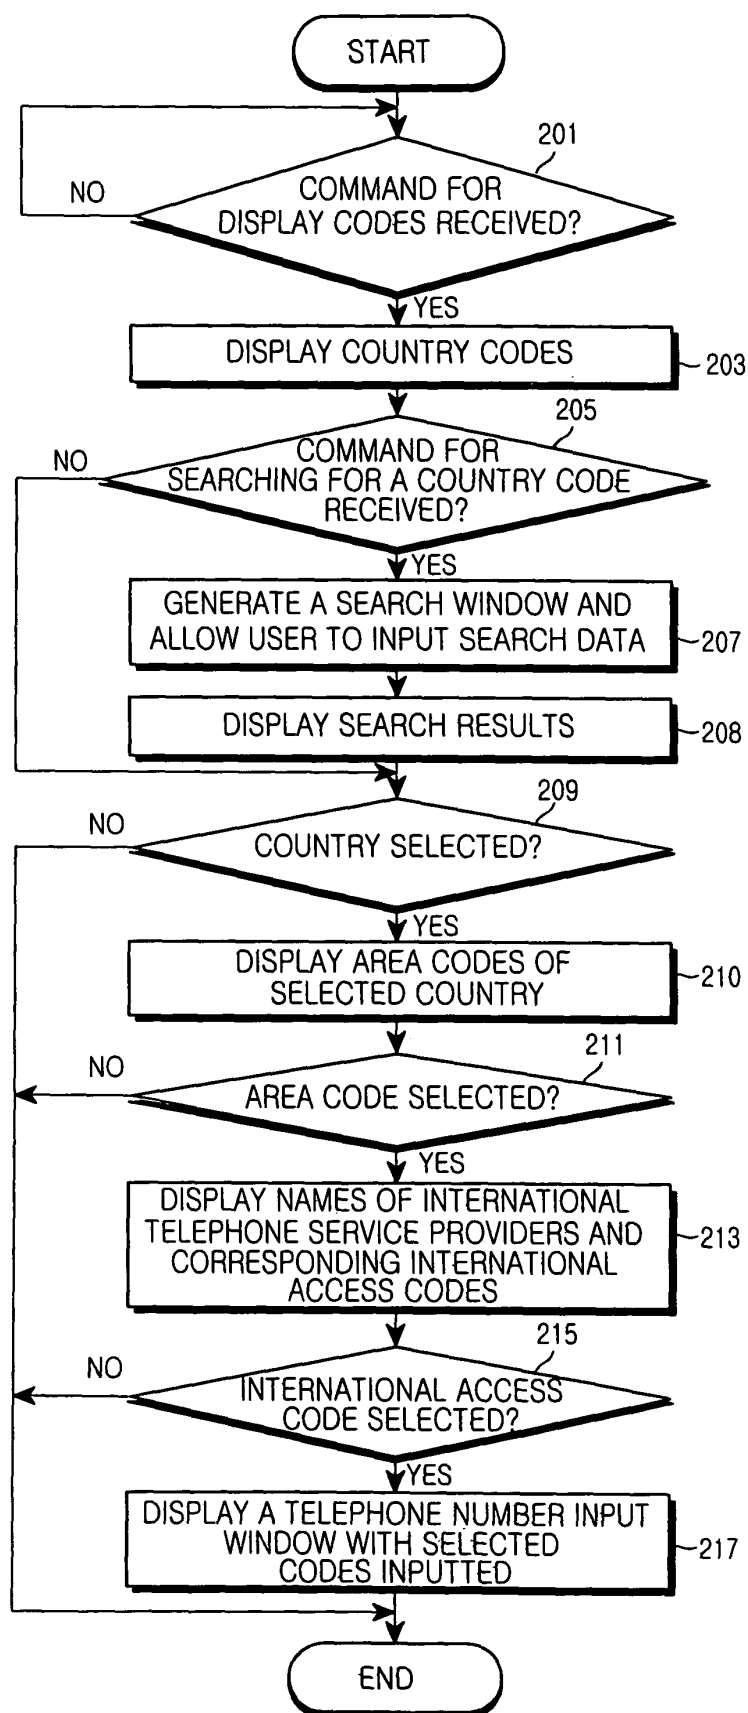 START
201
NO
COMMAND FOR
DISPLAY CODES RECEIVED?
YES
DISPLAY COUNTRY CODES
203
205
NO
COMMAND FOR
SEARCHING FOR A COUNTRY CODE
RECEIVED?
YES
GENERATE A SEARCH WINDOW AND
ALLOW USER TO INPUT SEARCH DATA
207
DISPLAY SEARCH RESULTS
208
209
NO
COUNTRY SELECTED?
YES
DISPLAY AREA CODES OF
SELECTED COUNTRY
210
211
NO
AREA CODE SELECTED?
YES
DISPLAY NAMES OF INTERNATIONAL
TELEPHONE SERVICE PROVIDERS AND
CORRESPONDING INTERNATIONAL
ACCESS CODES
213
215
NO
INTERNATIONAL ACCESS
CODE SELECTED?
YES
DISPLAY A TELEPHONE NUMBER INPUT
WINDOW WITH SELECTED
CODES INPUTTED
217
END